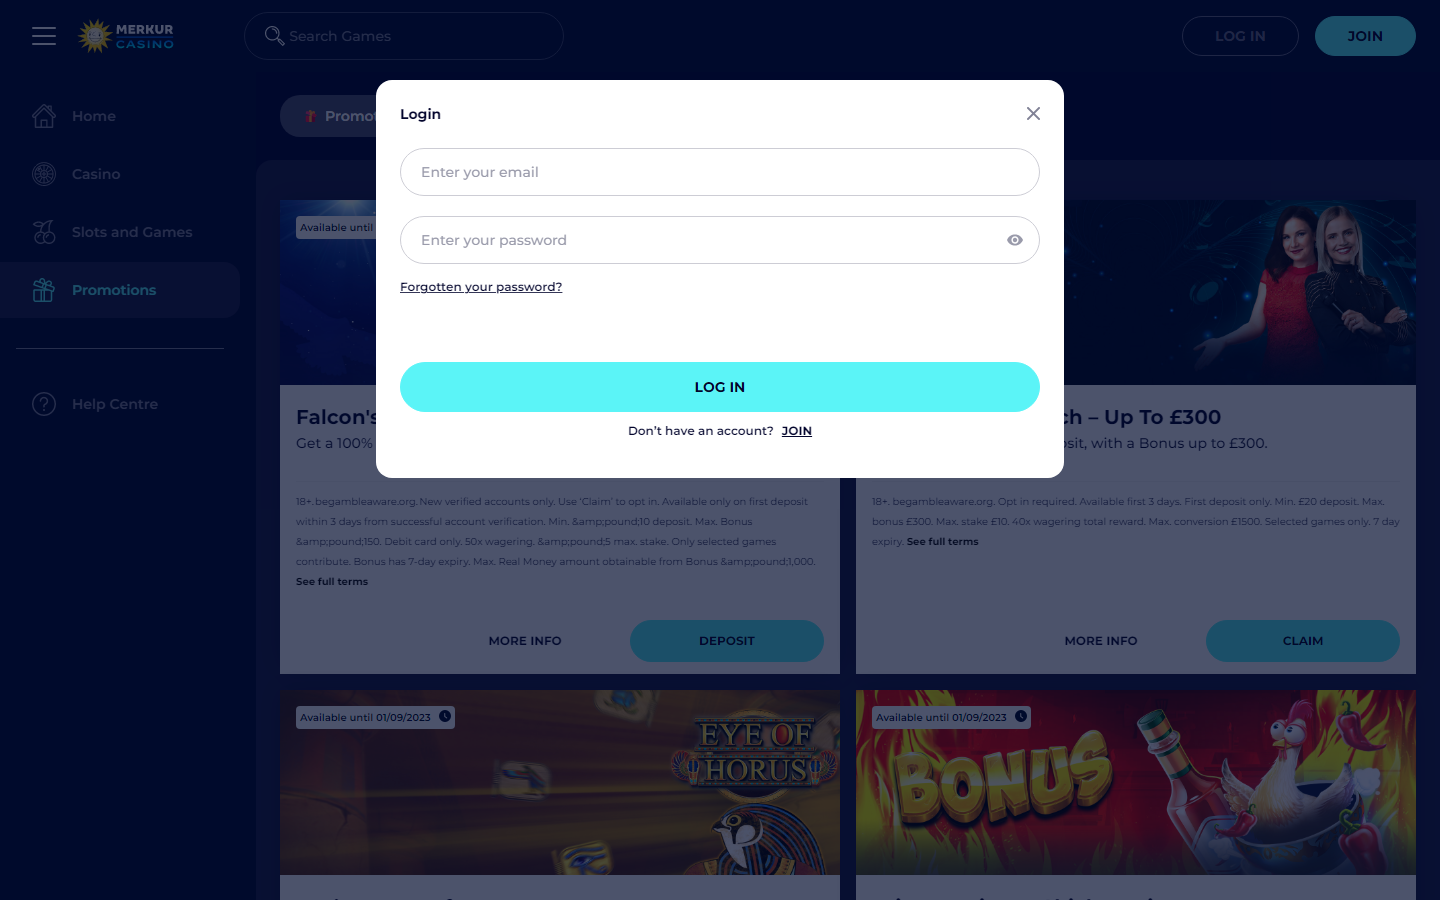 MERKUR
CASINO
Search Games
LOG IN
JOIN
Home
Casino
Slots and Games
Promotions
Help Centre
Login
Enter your email
Enter your password
Forgotten your password?
LOG IN
Don't have an account? JOIN
Available until
Falcon's
Get a 100%
18+. begambleaware.org. New verified accounts only. Use 'Claim' to opt in. Available only on first deposit
within 3 days from successful account verification. Min. &amp;pound;10 deposit. Max. Bonus
&amp;pound;150. Debit card only. 50x wagering. &amp;pound;5 max. stake. Only selected games
contribute. Bonus has 7-day expiry. Max. Real Money amount obtainable from Bonus &amp;pound;1,000.
See full terms
MORE INFO
DEPOSIT
– Up To £300
with a Bonus up to £300.
18+. begambleaware.org. Opt in required. Available first 3 days. First deposit only. Min. £20 deposit. Max.
bonus £300. Max. stake £10. 40x wagering total reward. Max. conversion £1500. Selected games only. 7 day
expiry. See full terms
MORE INFO
CLAIM
Available until 01/09/2023
EYE OF
HORUS
Available until 01/09/2023
BONUS